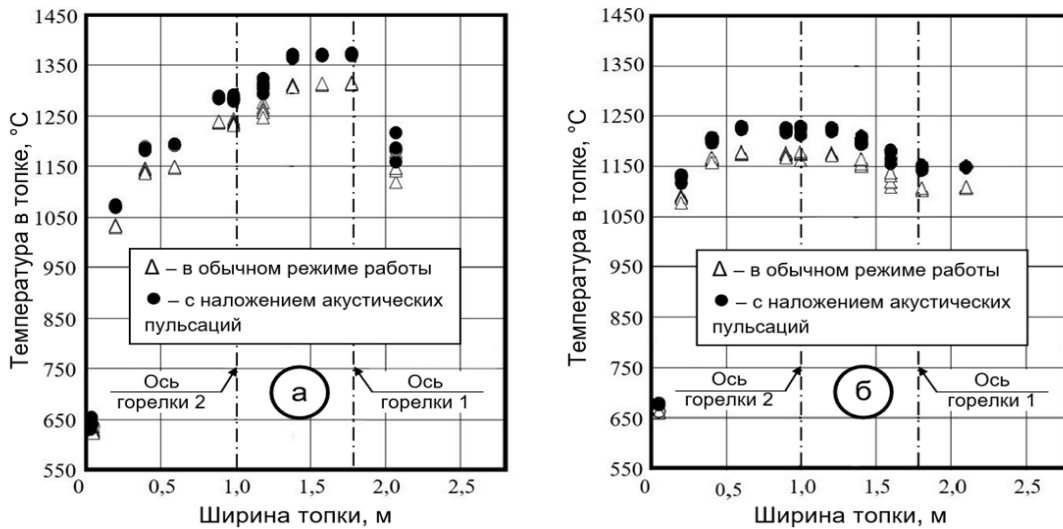 1450
1350
1250
1150
1050
950
850
750
650
550
Температура в топке, °С
△ – в обычном режиме работы
● – с наложением акустических
пульсаций
Ось
горелки 2
а
Ось
горелки 1
0 0,5 1,0 1,5 2,0 2,5
Ширина топки, м
1450
1350
1250
1150
1050
950
850
750
650
550
Температура в топке, °С
△ – в обычном режиме работы
● – с наложением акустических
пульсаций
Ось
горелки 2
б
Ось
горелки 1
0 0,5 1,0 1,5 2,0 2,5
Ширина топки, м